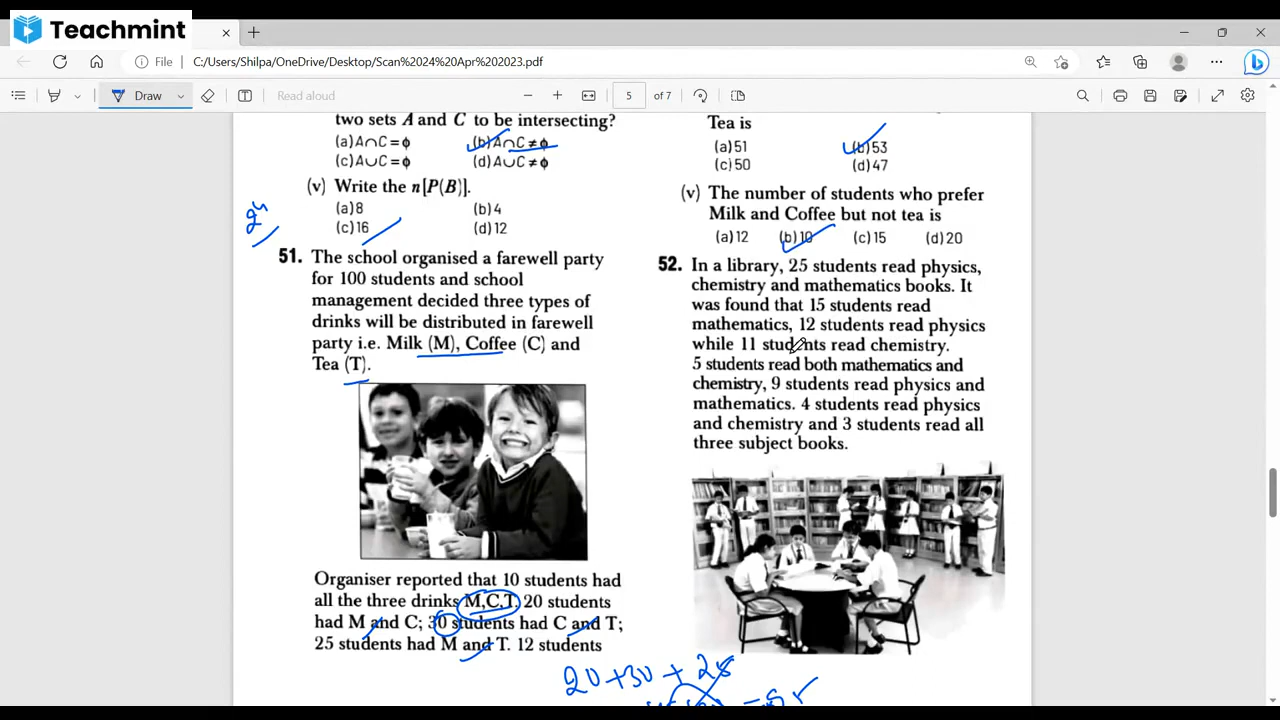 Teachmint
File
C:/Users/Shilpa/OneDrive/Desktop/Scan%2024%20Apr%202023.pdf
Draw
Read aloud
5 of 7
two sets A and C to be intersecting?
(a) A∩C = ϕ (b) A∩C ≠ ϕ
(c) A∪C = ϕ (d) A∪C ≠ ϕ
(v) Write the n[P(B)].
(a) 8 (b) 4
(c) 16 (d) 12
2⁴
51. The school organised a farewell party
for 100 students and school
management decided three types of
drinks will be distributed in farewell
party i.e. Milk (M), Coffee (C) and
Tea (T).
Organiser reported that 10 students had
all the three drinks M,C,T. 20 students
had M and C; 30 students had C and T;
25 students had M and T. 12 students
20+30+25
Tea is
(a) 51 (b) 53
(c) 50 (d) 47
(v) The number of students who prefer
Milk and Coffee but not tea is
(a) 12 (b) 10 (c) 15 (d) 20
52. In a library, 25 students read physics,
chemistry and mathematics books. It
was found that 15 students read
mathematics, 12 students read physics
while 11 students read chemistry.
5 students read both mathematics and
chemistry, 9 students read physics and
mathematics. 4 students read physics
and chemistry and 3 students read all
three subject books.